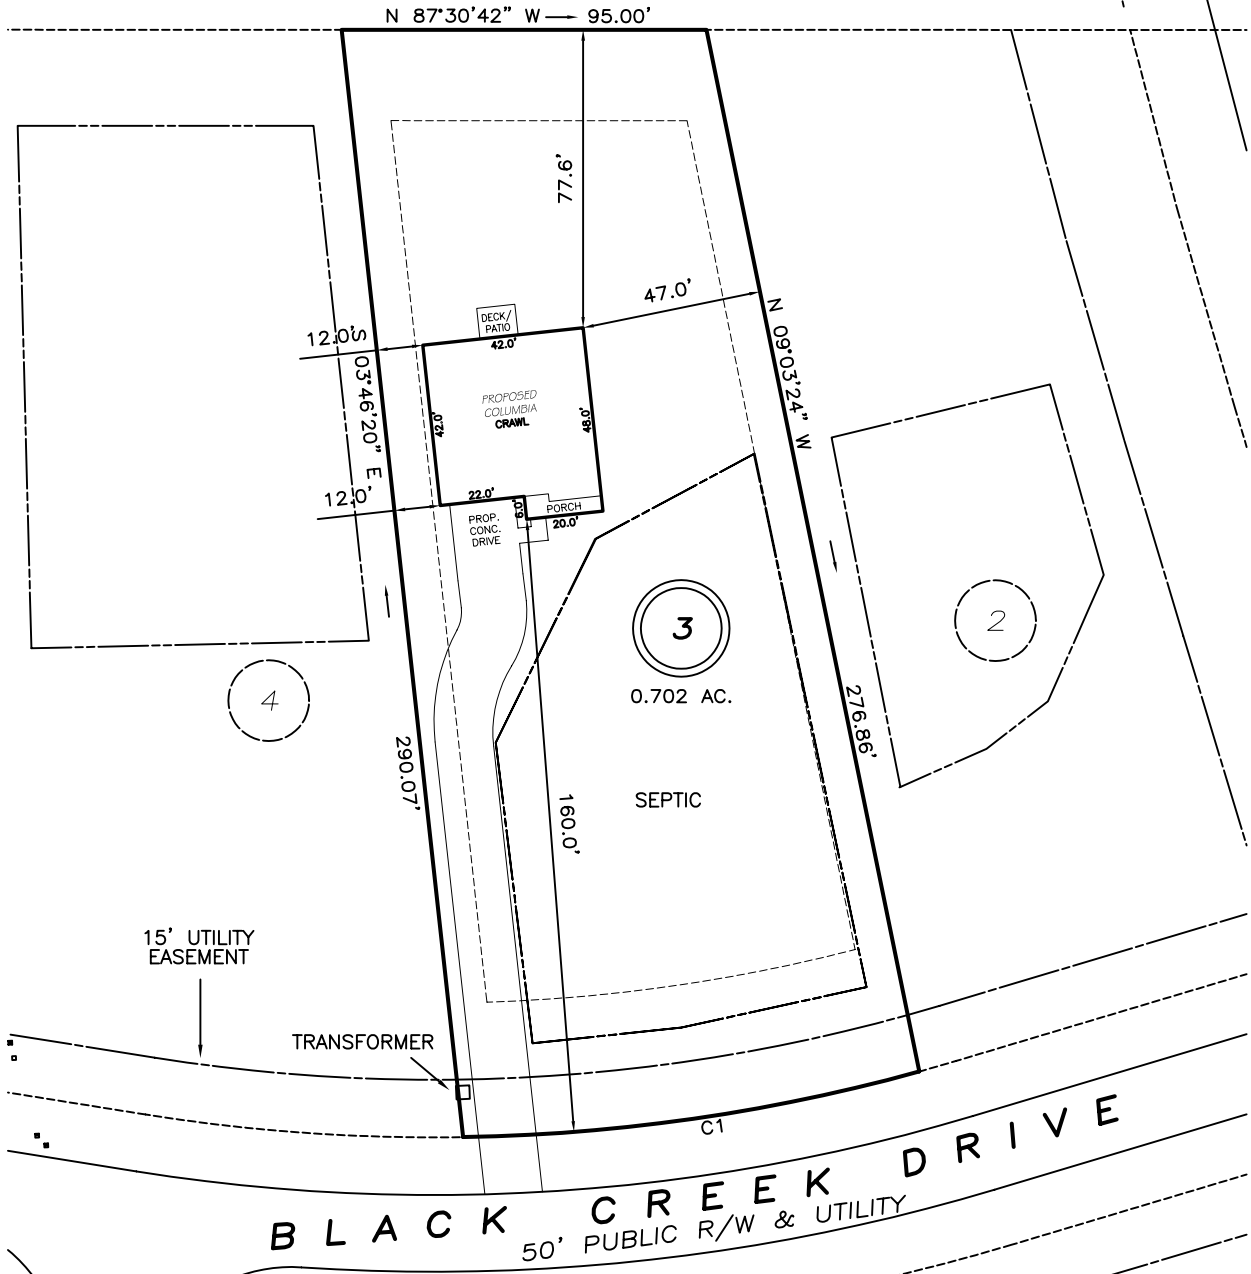 N 87°30'42" W 95.00'
77.6'
47.0'
N 09°03'24" W
12.0'
S 03°46'20" E
DECK/
PATIO
42.0'
PROPOSED
COLUMBIA
CRAWL
42.0'
48.0'
12.0'
22.0'
6.0'
PORCH
20.0'
PROP.
CONC.
DRIVE
3
0.702 AC.
2
4
276.86'
290.07'
160.0'
SEPTIC
15' UTILITY
EASEMENT
TRANSFORMER
C1
BLACK CREEK DRIVE
50' PUBLIC R/W & UTILITY